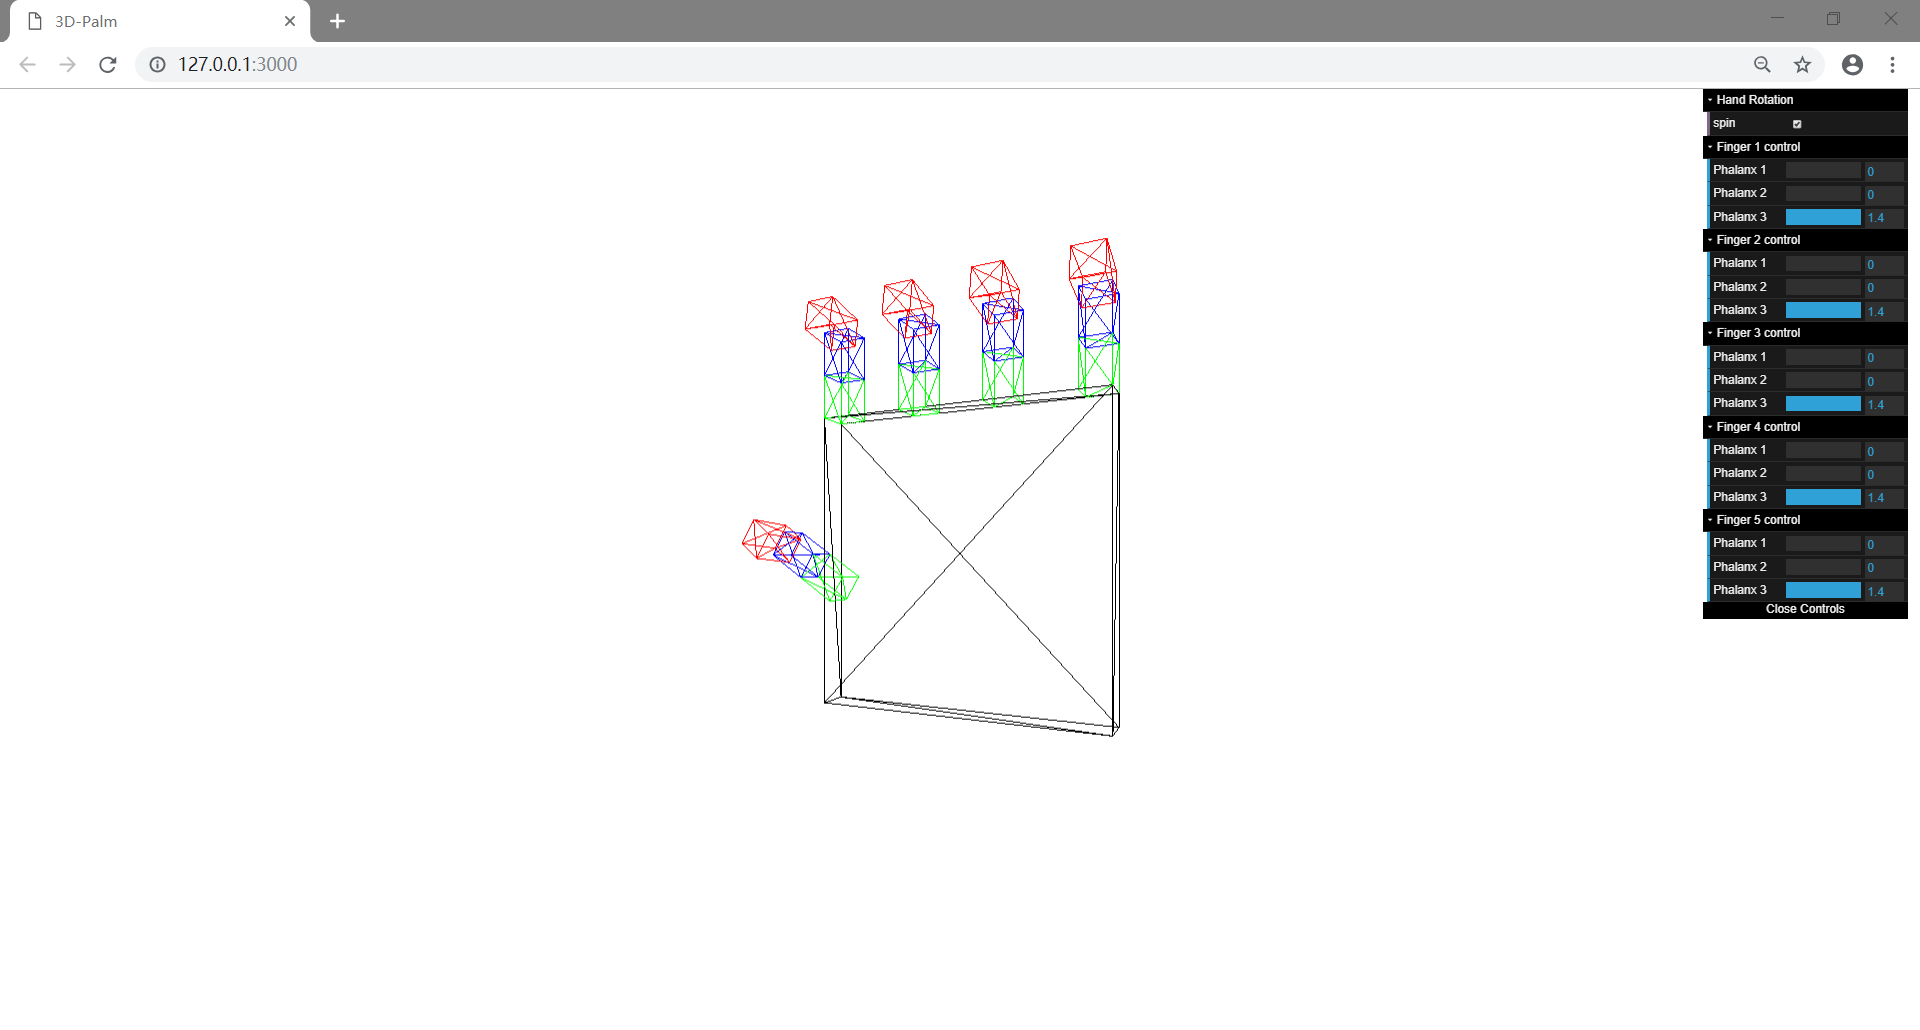 3D-Palm
127.0.0.1:3000
Hand Rotation
spin
Finger 1 control
Phalanx 1 0
Phalanx 2 0
Phalanx 3 1.4
Finger 2 control
Phalanx 1 0
Phalanx 2 0
Phalanx 3 1.4
Finger 3 control
Phalanx 1 0
Phalanx 2 0
Phalanx 3 1.4
Finger 4 control
Phalanx 1 0
Phalanx 2 0
Phalanx 3 1.4
Finger 5 control
Phalanx 1 0
Phalanx 2 0
Phalanx 3 1.4
Close Controls